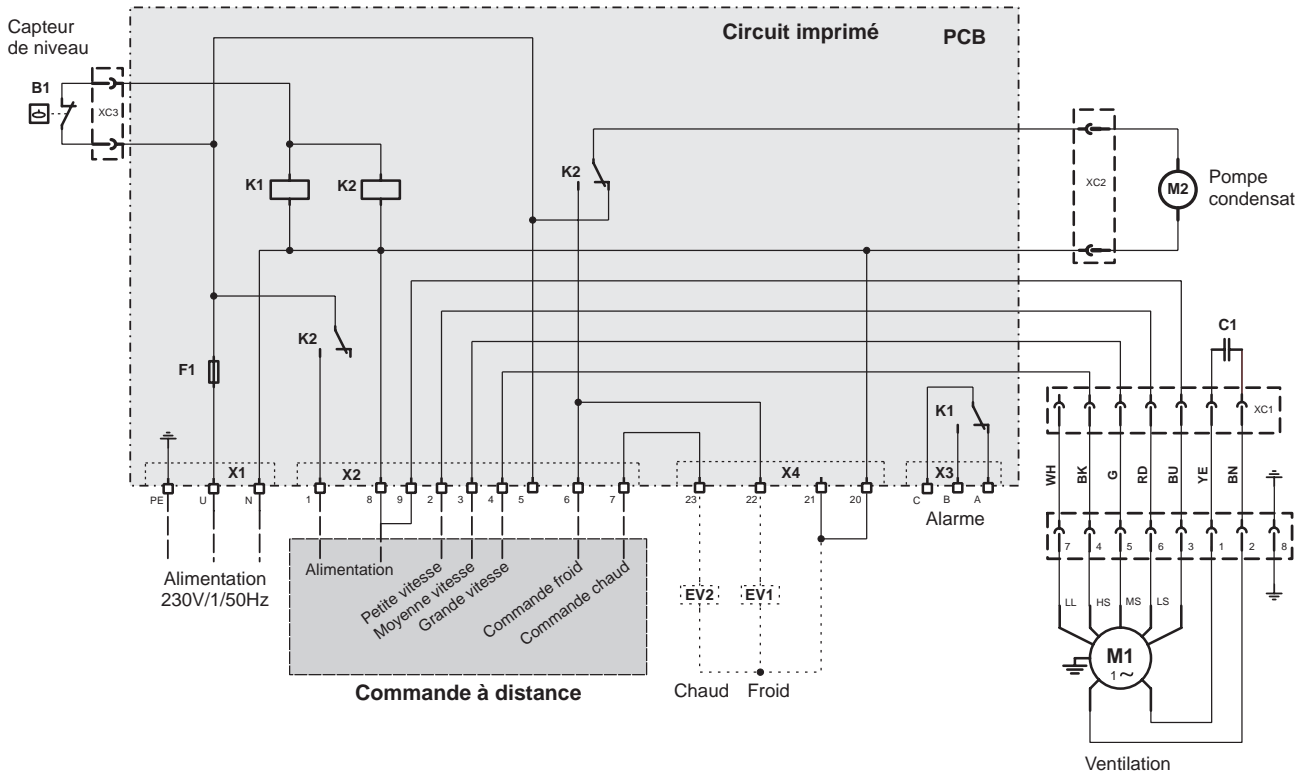 Circuit imprimé
PCB
Capteur
de niveau
B1
XC3
K1
K2
K2
XC2
M2
Pompe
condensat
K2
F1
C1
K1
XC1
X1
X2
X4
X3
PE
U
N
1
8
9
2
3
4
5
6
7
23
22
21
20
C
B
A
Alarme
WH
BK
G
RD
BU
YE
BN
7
4
5
6
3
1
2
8
Alimentation
230V/1/50Hz
Alimentation
Petite vitesse
Moyenne vitesse
Grande vitesse
Commande froid
Commande chaud
Commande à distance
EV2
EV1
Chaud
Froid
LL
HS
MS
LS
M1
1~
Ventilation